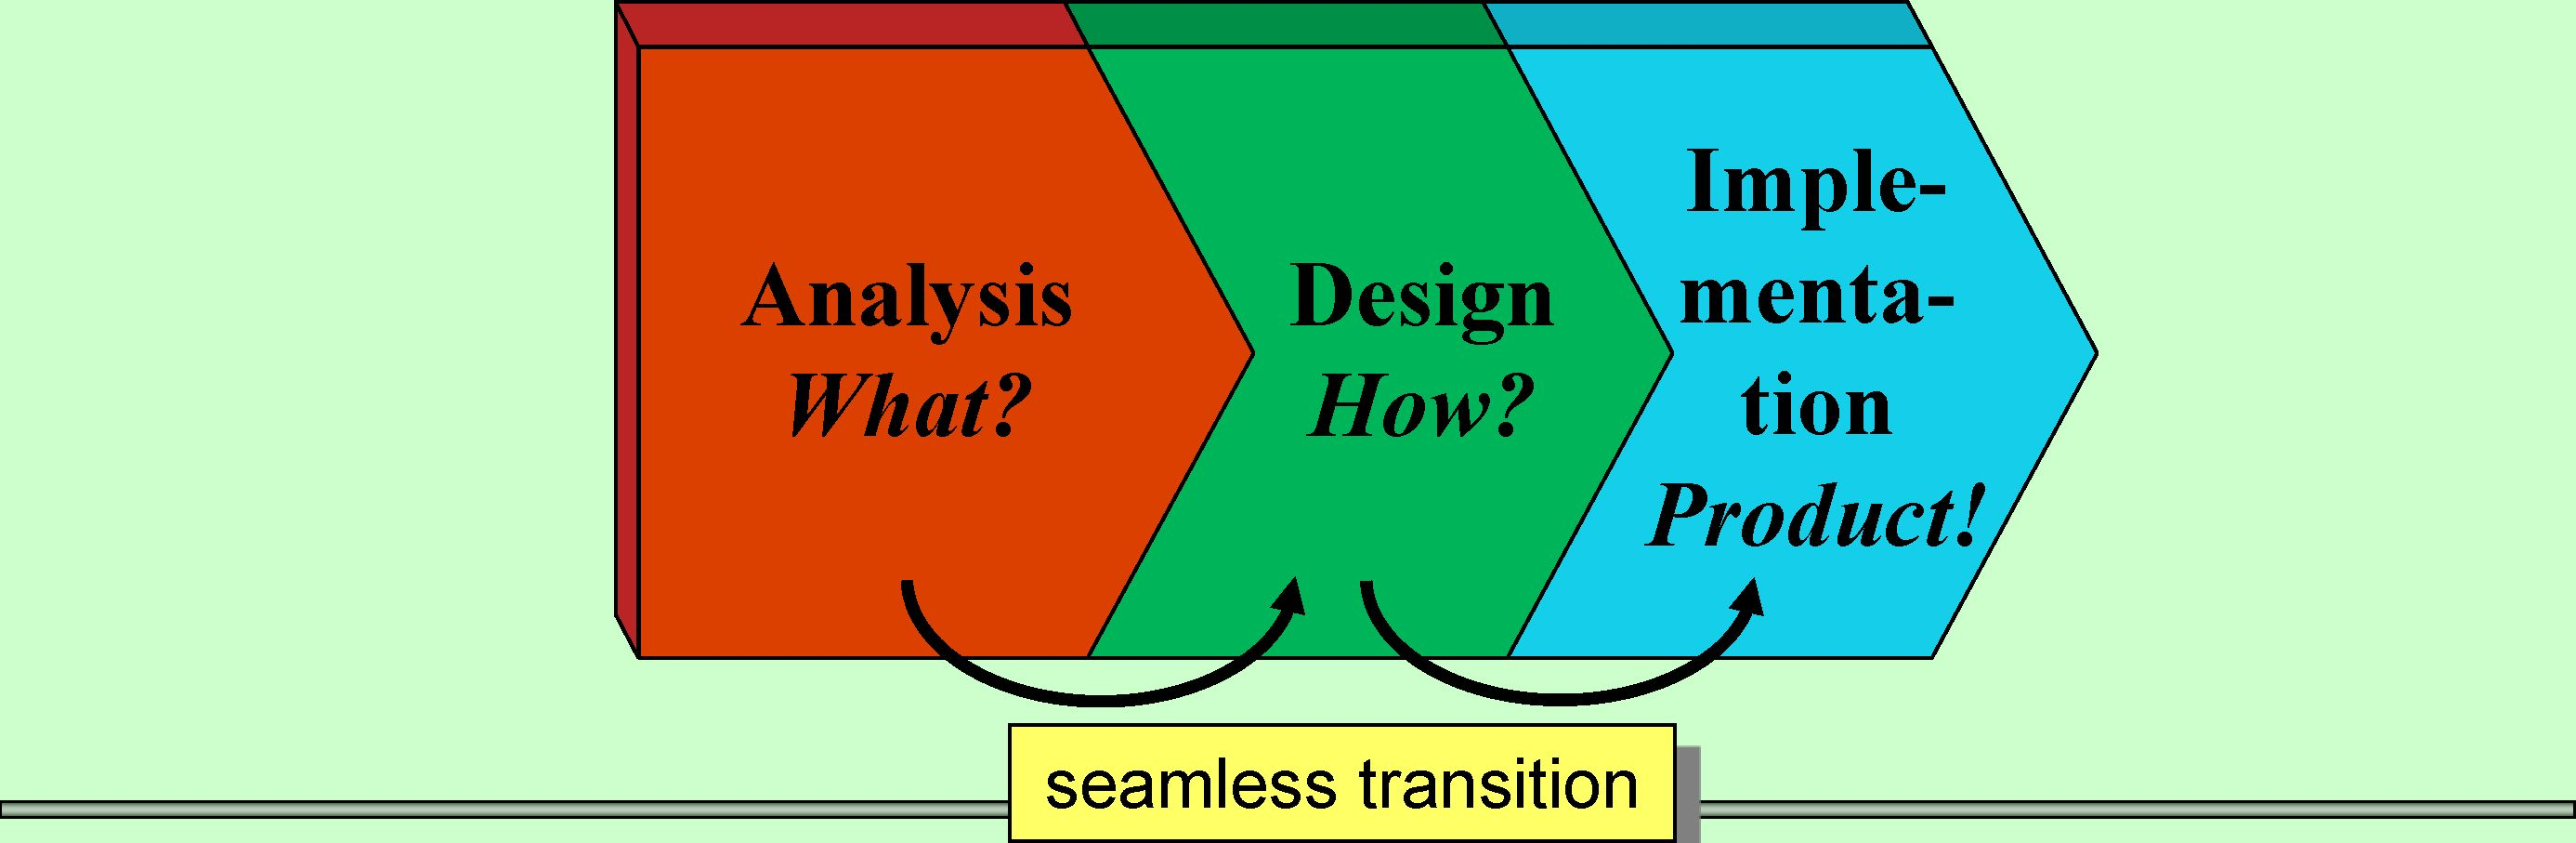 Analysis
What?
Design
How?
Imple-
menta-
tion
Product!
seamless transition